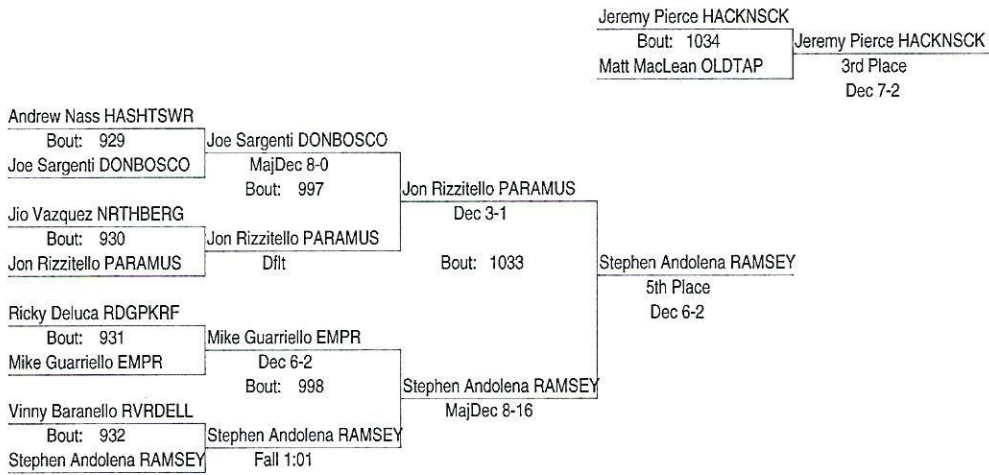 Jeremy Pierce HACKNSCK
Bout: 1034
Jeremy Pierce HACKNSCK
Matt MacLean OLDTAP
3rd Place
Dec 7-2
Andrew Nass HASHTSWR
Bout: 929
Joe Sargenti DONBOSCO
Joe Sargenti DONBOSCO
MajDec 8-0
Bout: 997
Jon Rizzitello PARAMUS
Dec 3-1
Jio Vazquez NRTHBERG
Bout: 930
Jon Rizzitello PARAMUS
Jon Rizzitello PARAMUS
Dflt
Bout: 1033
Stephen Andolena RAMSEY
5th Place
Dec 6-2
Ricky Deluca RDGPKRF
Bout: 931
Mike Guarriello EMPR
Mike Guarriello EMPR
Dec 6-2
Bout: 998
Stephen Andolena RAMSEY
MajDec 8-16
Vinny Baranello RVRDELL
Bout: 932
Stephen Andolena RAMSEY
Stephen Andolena RAMSEY
Fall 1:01